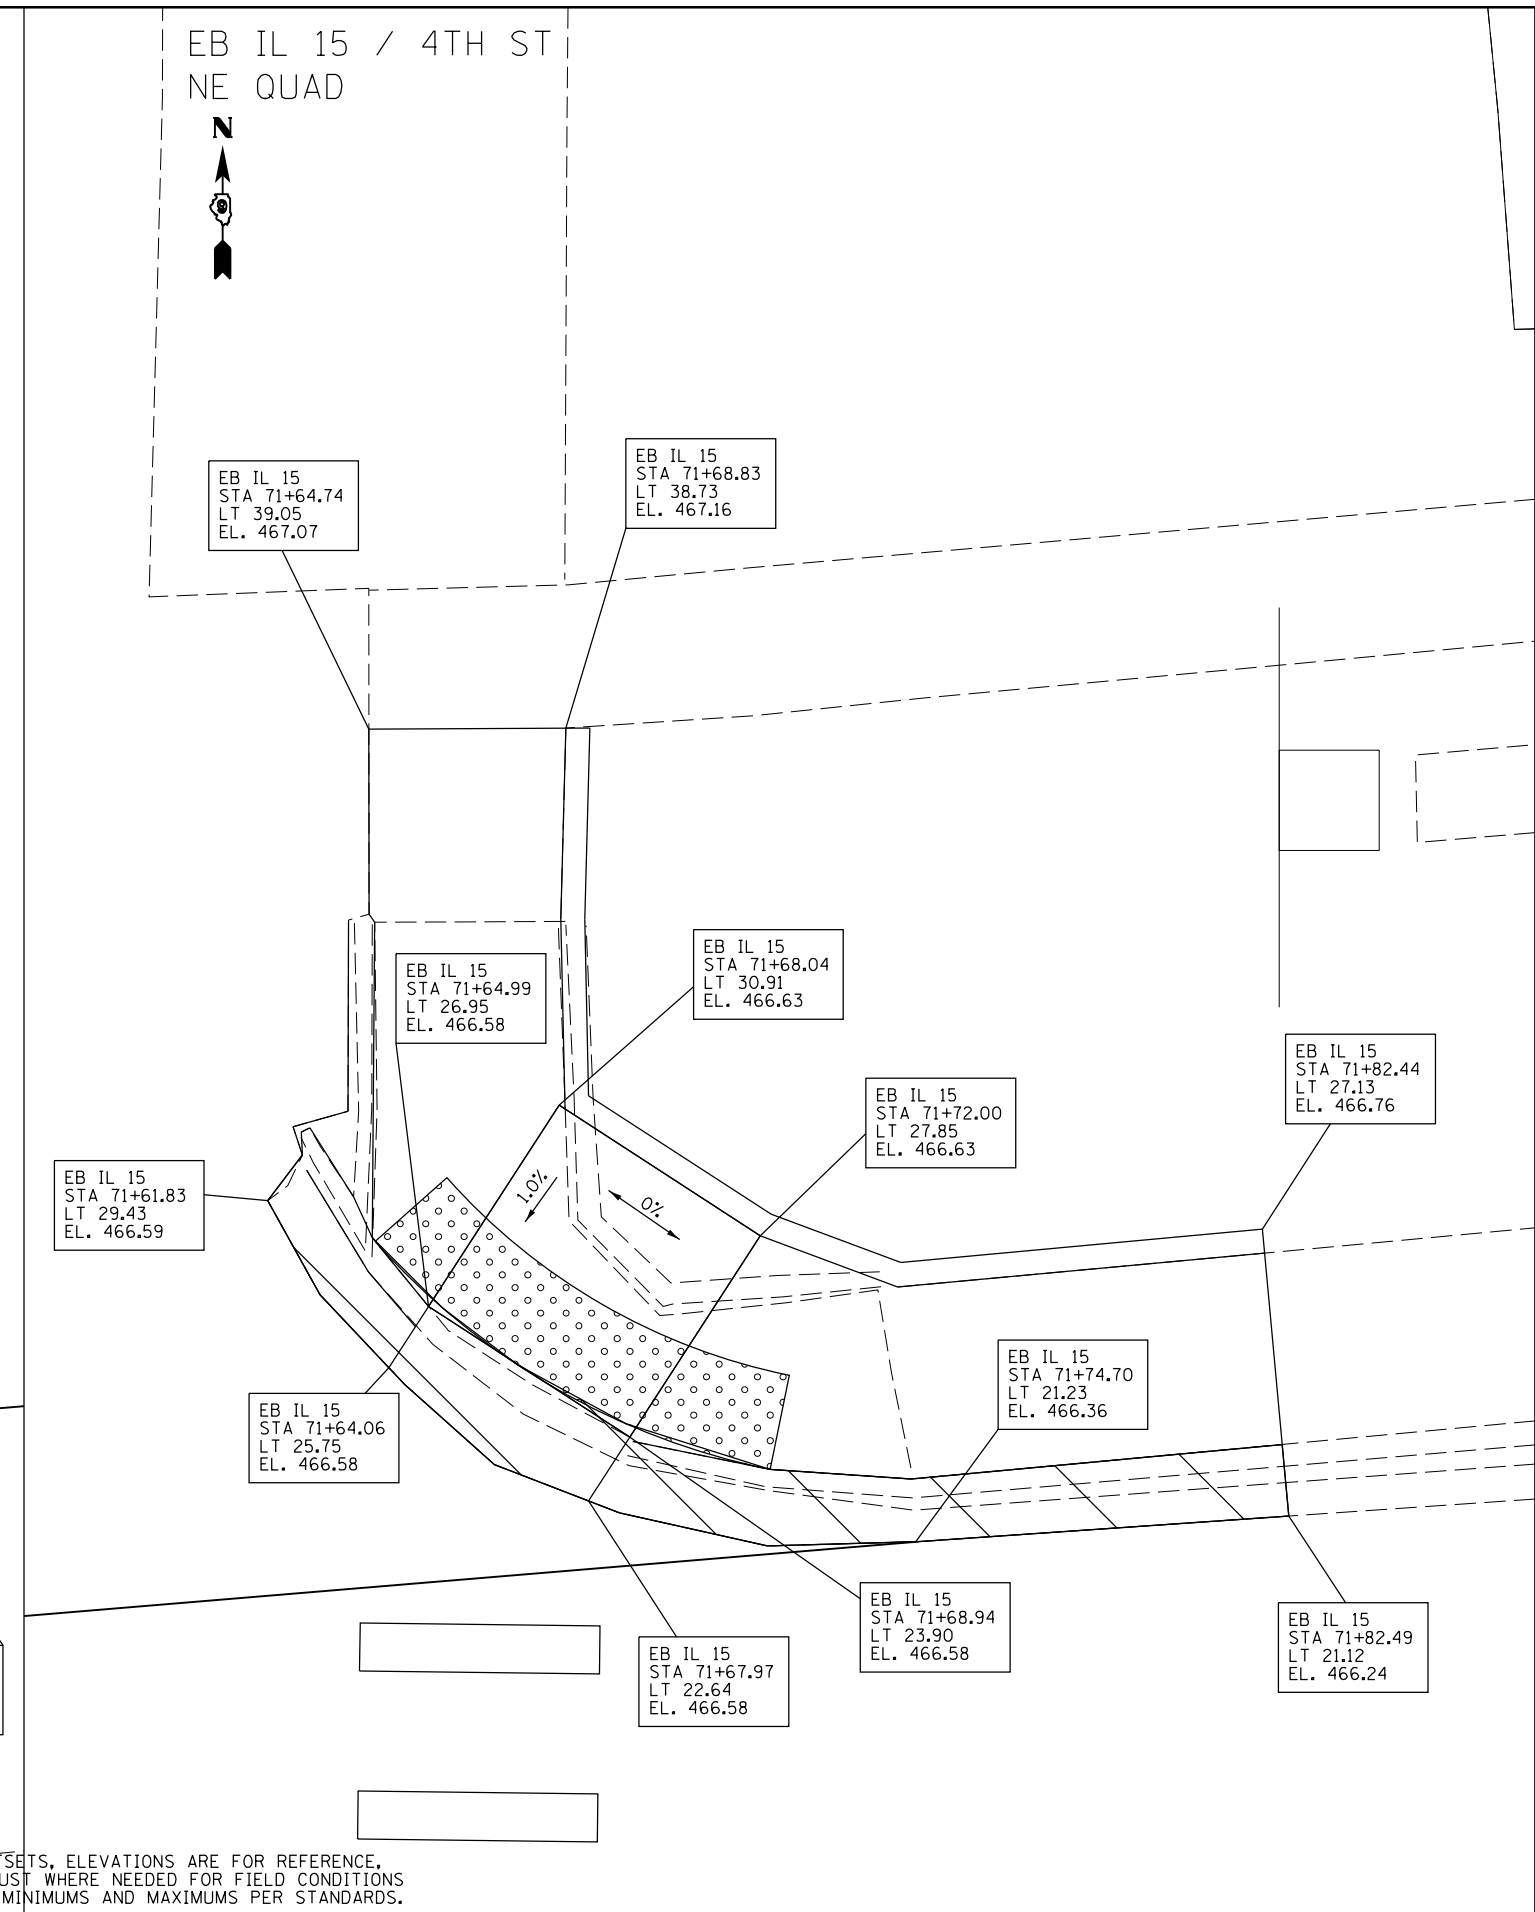 EB IL 15 / 4TH ST
NE QUAD
N
9
EB IL 15
STA 71+68.83
LT 38.73
EL. 467.16
EB IL 15
STA 71+64.74
LT 39.05
EL. 467.07
EB IL 15
STA 71+68.04
LT 30.91
EL. 466.63
EB IL 15
STA 71+64.99
LT 26.95
EL. 466.58
EB IL 15
STA 71+82.44
LT 27.13
EL. 466.76
EB IL 15
STA 71+72.00
LT 27.85
EL. 466.63
EB IL 15
STA 71+61.83
LT 29.43
EL. 466.59
1.0%
0%
EB IL 15
STA 71+74.70
LT 21.23
EL. 466.36
EB IL 15
STA 71+64.06
LT 25.75
EL. 466.58
EB IL 15
STA 71+68.94
LT 23.90
EL. 466.58
EB IL 15
STA 71+82.49
LT 21.12
EL. 466.24
EB IL 15
STA 71+67.97
LT 22.64
EL. 466.58
SETS, ELEVATIONS ARE FOR REFERENCE,
UST WHERE NEEDED FOR FIELD CONDITIONS
MINIMUMS AND MAXIMUMS PER STANDARDS.